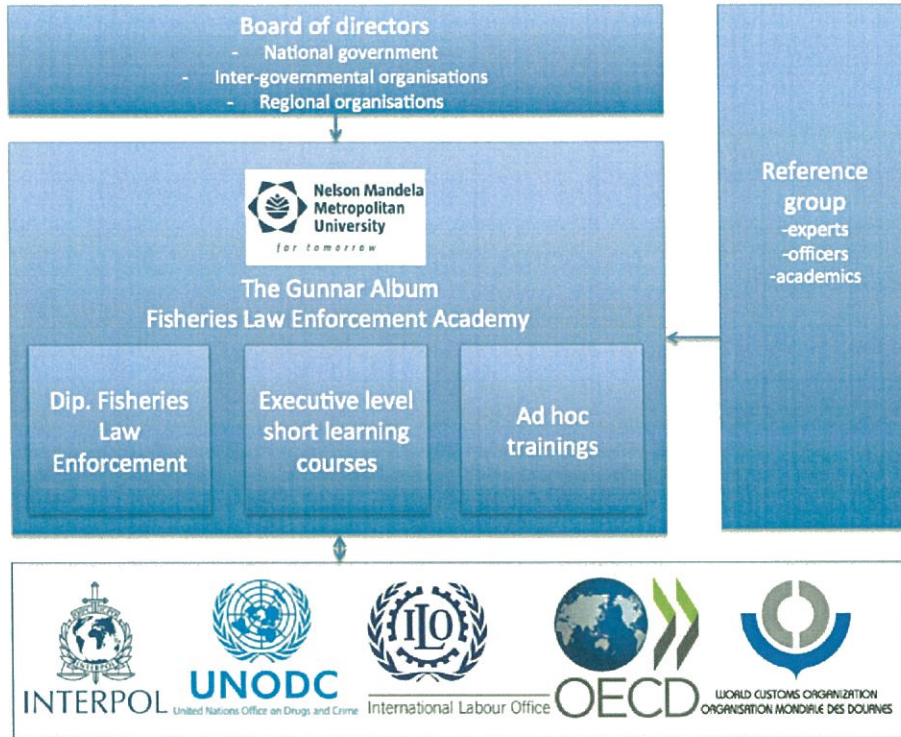 Board of directors
- National government
- Inter-governmental organisations
- Regional organisations
Nelson Mandela
Metropolitan
University
for tomorrow
The Gunnar Album
Fisheries Law Enforcement Academy
Dip. Fisheries
Law
Enforcement
Executive level
short learning
courses
Ad hoc
trainings
Reference
group
-experts
-officers
-academics
INTERPOL
UNODC
United Nations Office on Drugs and Crime
ILO
International Labour Office
OECD
WORLD CUSTOMS ORGANIZATION
ORGANISATION MONDIALE DES DOUANES